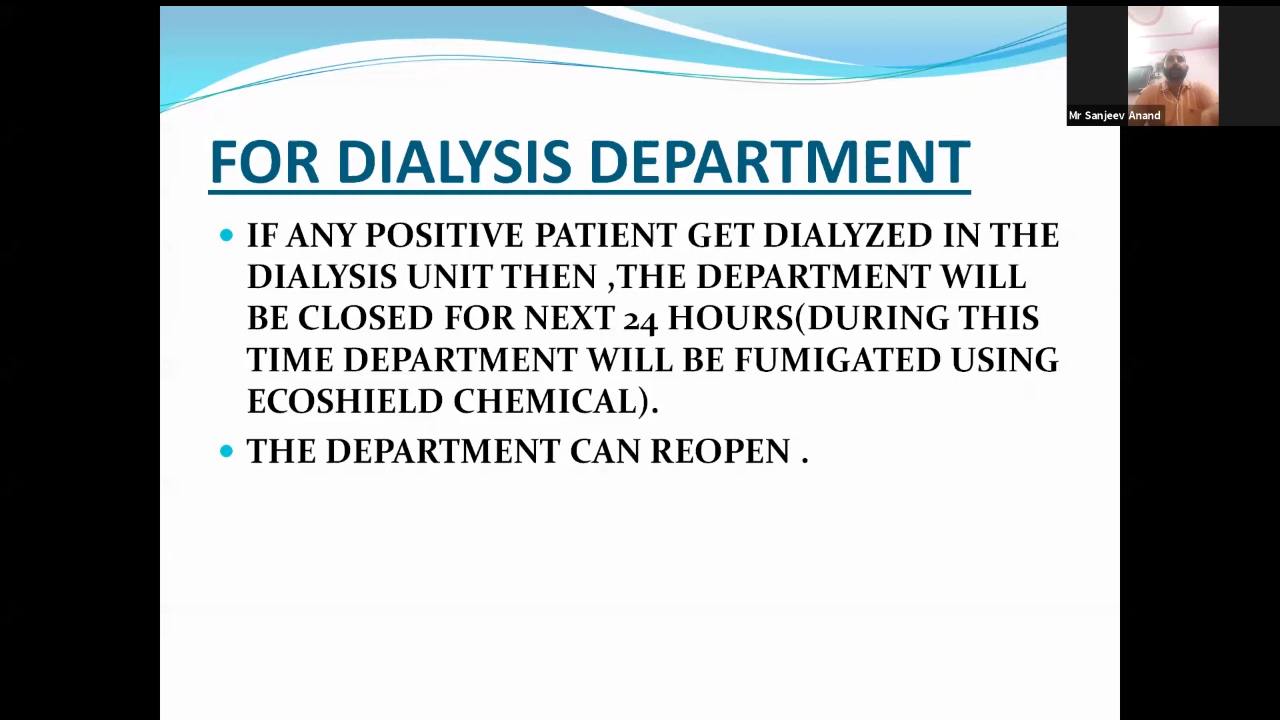 Mr Sanjeev Anand
FOR DIALYSIS DEPARTMENT
• IF ANY POSITIVE PATIENT GET DIALYZED IN THE
DIALYSIS UNIT THEN ,THE DEPARTMENT WILL
BE CLOSED FOR NEXT 24 HOURS(DURING THIS
TIME DEPARTMENT WILL BE FUMIGATED USING
ECOSHIELD CHEMICAL).
• THE DEPARTMENT CAN REOPEN .